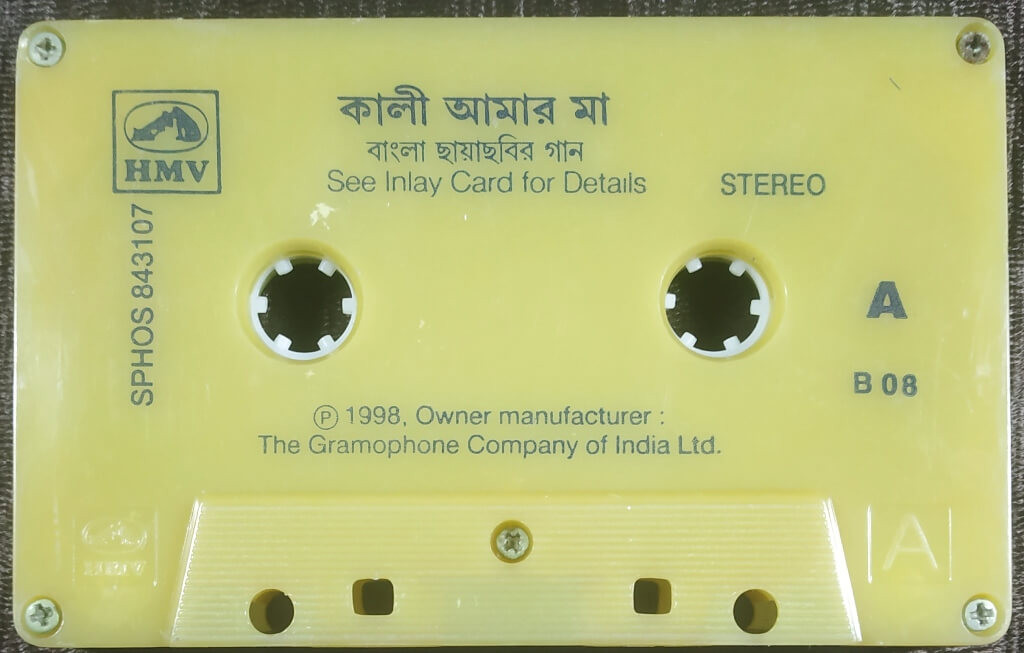 HMV
কালী আমার মা
বাংলা ছায়াছবির গান
See Inlay Card for Details
STEREO
SPHOS 843107
A
B 08
Ⓟ 1998, Owner manufacturer :
The Gramophone Company of India Ltd.
HMV
A